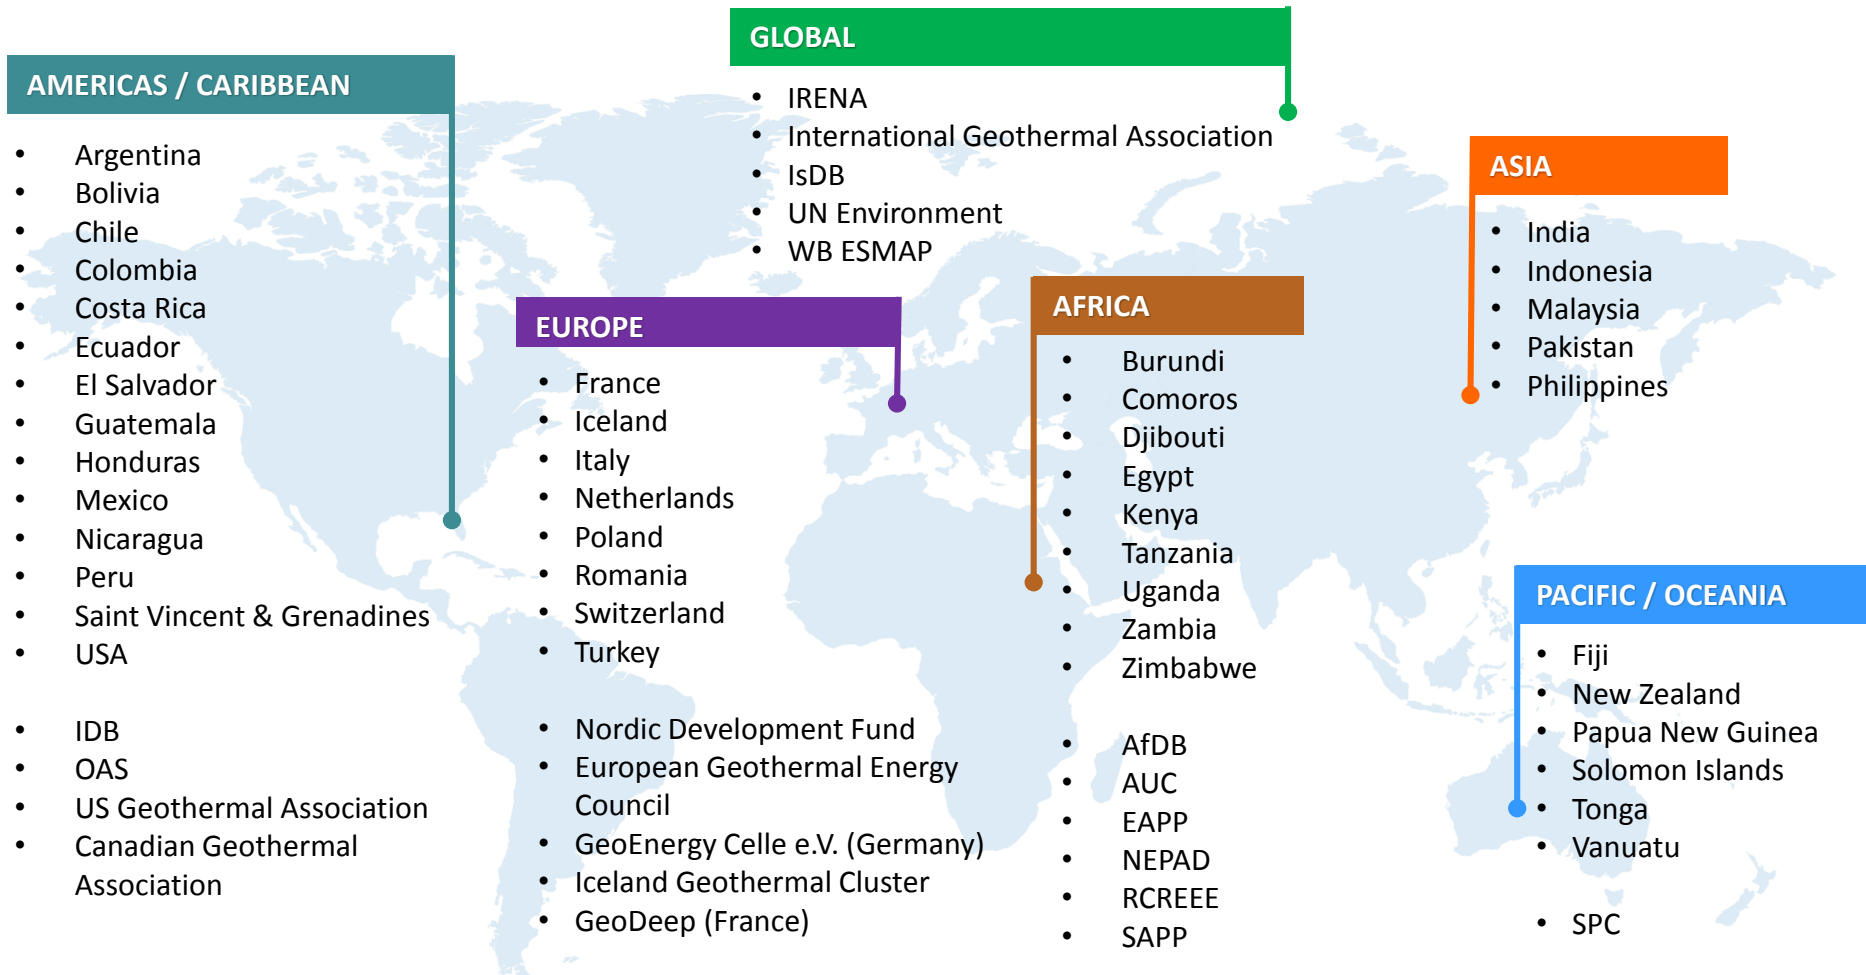 GLOBAL
• IRENA
• International Geothermal Association
• IsDB
• UN Environment
• WB ESMAP
AMERICAS / CARIBBEAN
• Argentina
• Bolivia
• Chile
• Colombia
• Costa Rica
• Ecuador
• El Salvador
• Guatemala
• Honduras
• Mexico
• Nicaragua
• Peru
• Saint Vincent & Grenadines
• USA
• IDB
• OAS
• US Geothermal Association
• Canadian Geothermal
Association
EUROPE
• France
• Iceland
• Italy
• Netherlands
• Poland
• Romania
• Switzerland
• Turkey
• Nordic Development Fund
• European Geothermal Energy
Council
• GeoEnergy Celle e.V. (Germany)
• Iceland Geothermal Cluster
• GeoDeep (France)
AFRICA
• Burundi
• Comoros
• Djibouti
• Egypt
• Kenya
• Tanzania
• Uganda
• Zambia
• Zimbabwe
• AfDB
• AUC
• EAPP
• NEPAD
• RCREEE
• SAPP
ASIA
• India
• Indonesia
• Malaysia
• Pakistan
• Philippines
PACIFIC / OCEANIA
• Fiji
• New Zealand
• Papua New Guinea
• Solomon Islands
• Tonga
• Vanuatu
• SPC